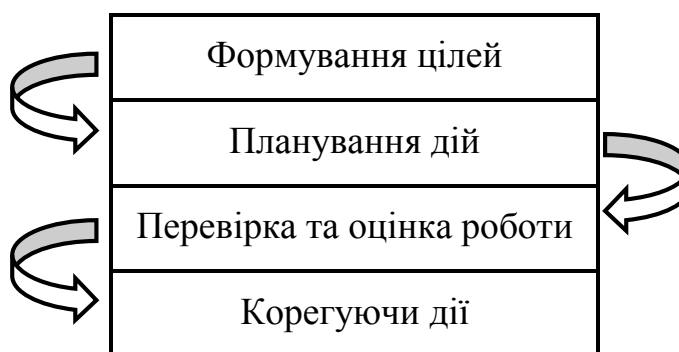 Формування цілей
Планування дій
Перевірка та оцінка роботи
Корегуючи дії